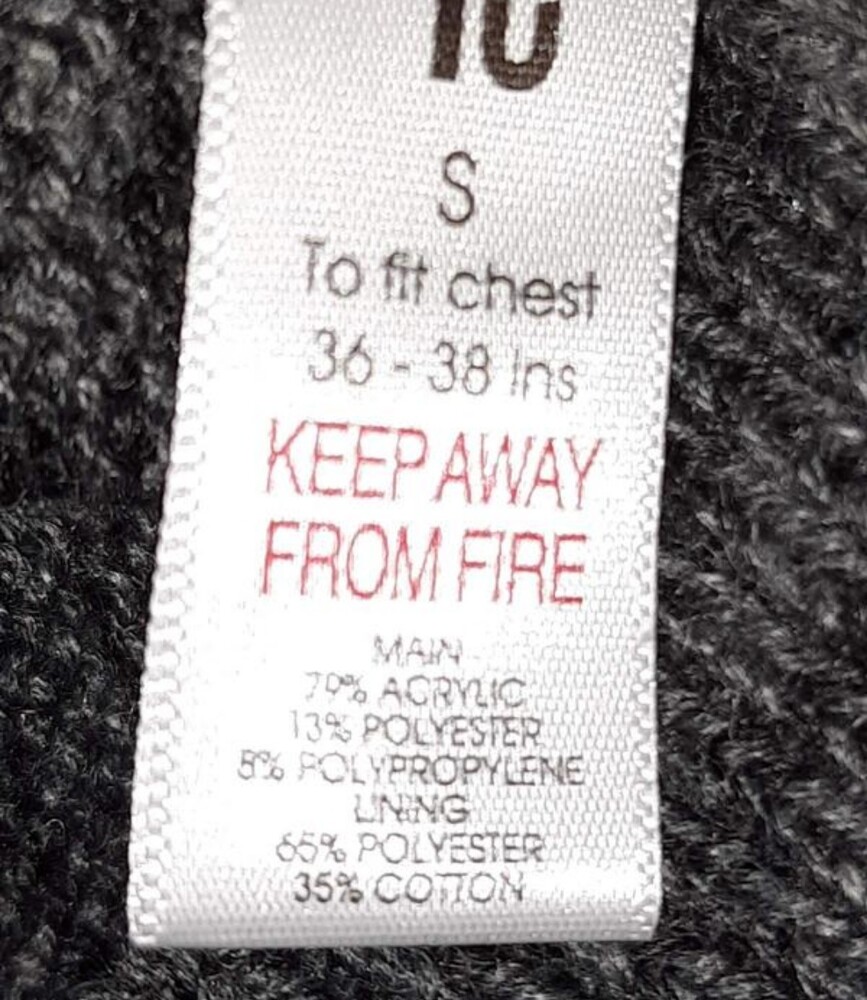 TU
S
To fit chest
36 - 38 Ins
KEEP AWAY
FROM FIRE
MAIN
79% ACRYLIC
13% POLYESTER
8% POLYPROPYLENE
LINING
65% POLYESTER
35% COTTON